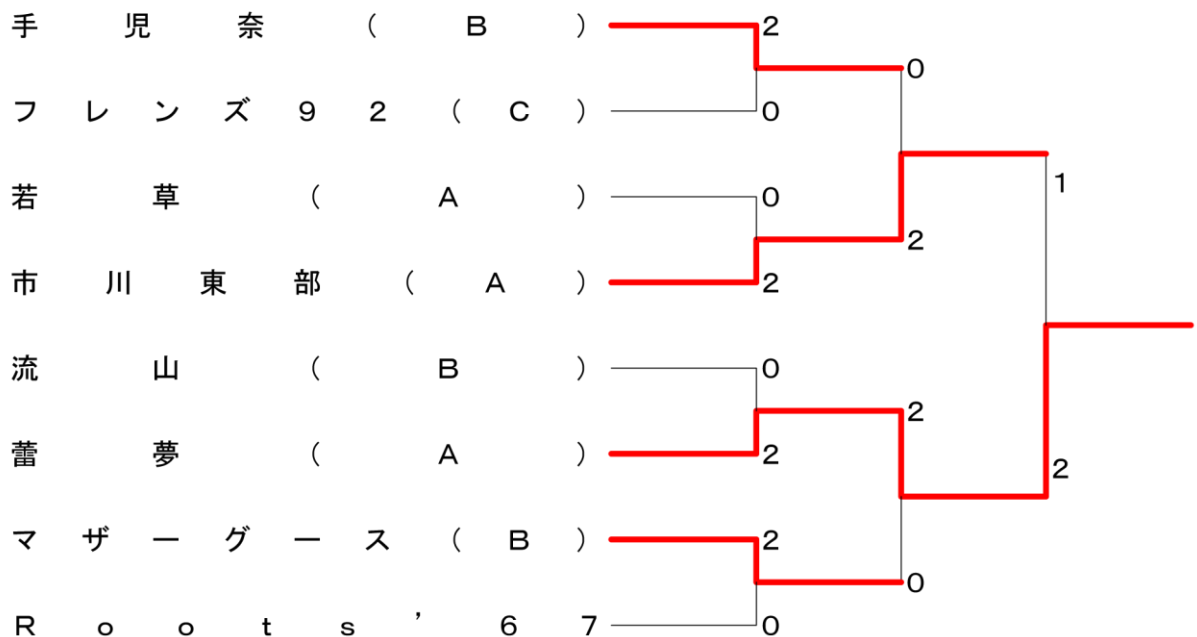 手児奈(B) 2
0
フレンズ92(C) 0
若草(A) 0
1
2
市川東部(A) 2
流山(B) 0
2
蕾夢(A) 2
2
マザーグース(B) 2
0
Roots'67 0